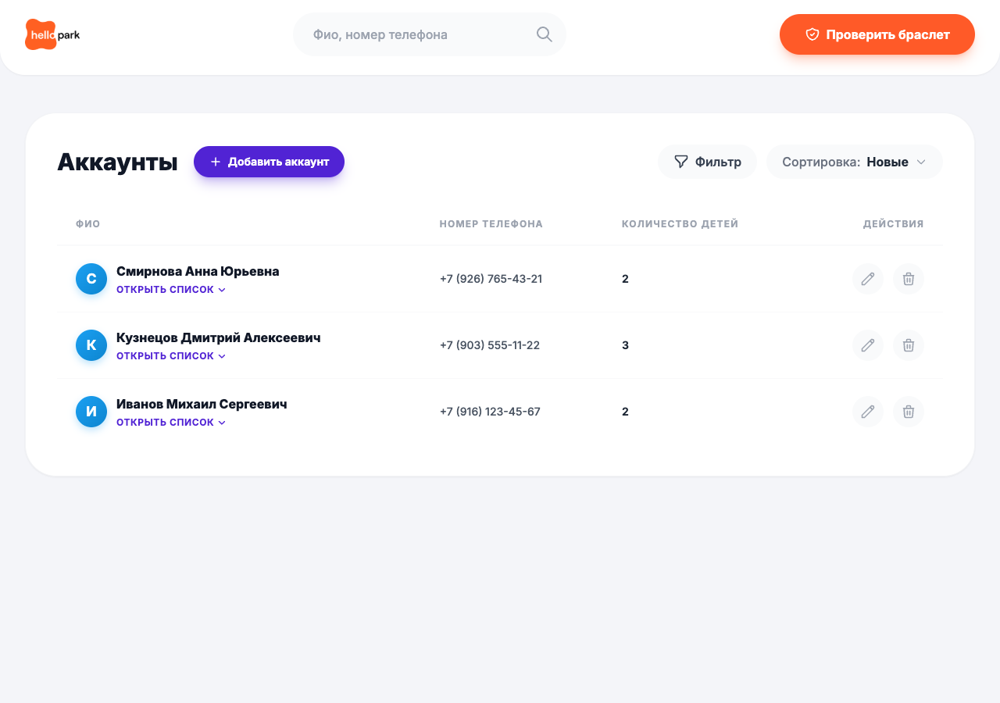 hello park
Фио, номер телефона
Проверить браслет
Аккаунты
Добавить аккаунт
Фильтр
Сортировка: Новые
ФИО НОМЕР ТЕЛЕФОНА КОЛИЧЕСТВО ДЕТЕЙ ДЕЙСТВИЯ
С
Смирнова Анна Юрьевна
ОТКРЫТЬ СПИСОК
+7 (926) 765-43-21
2
К
Кузнецов Дмитрий Алексеевич
ОТКРЫТЬ СПИСОК
+7 (903) 555-11-22
3
И
Иванов Михаил Сергеевич
ОТКРЫТЬ СПИСОК
+7 (916) 123-45-67
2